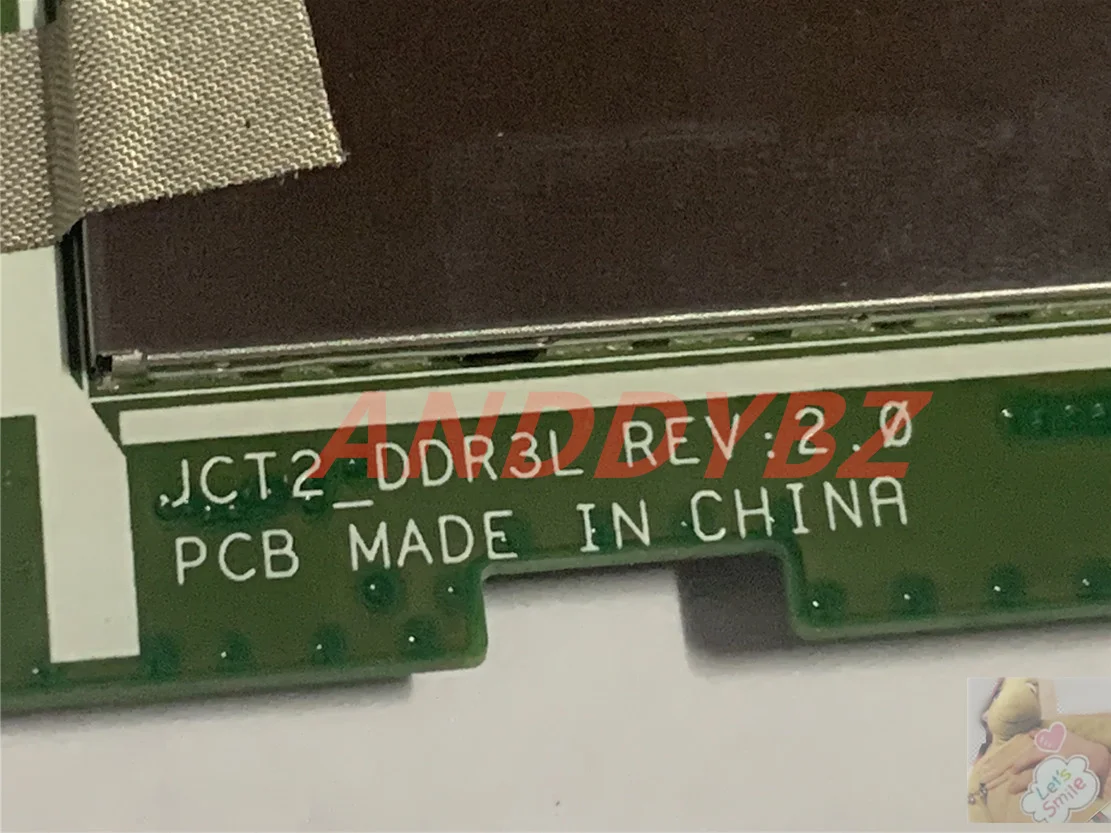 ANDDYBZ
JCT2_DDR3L REV:2.0
PCB MADE IN CHINA
Let's
Smile